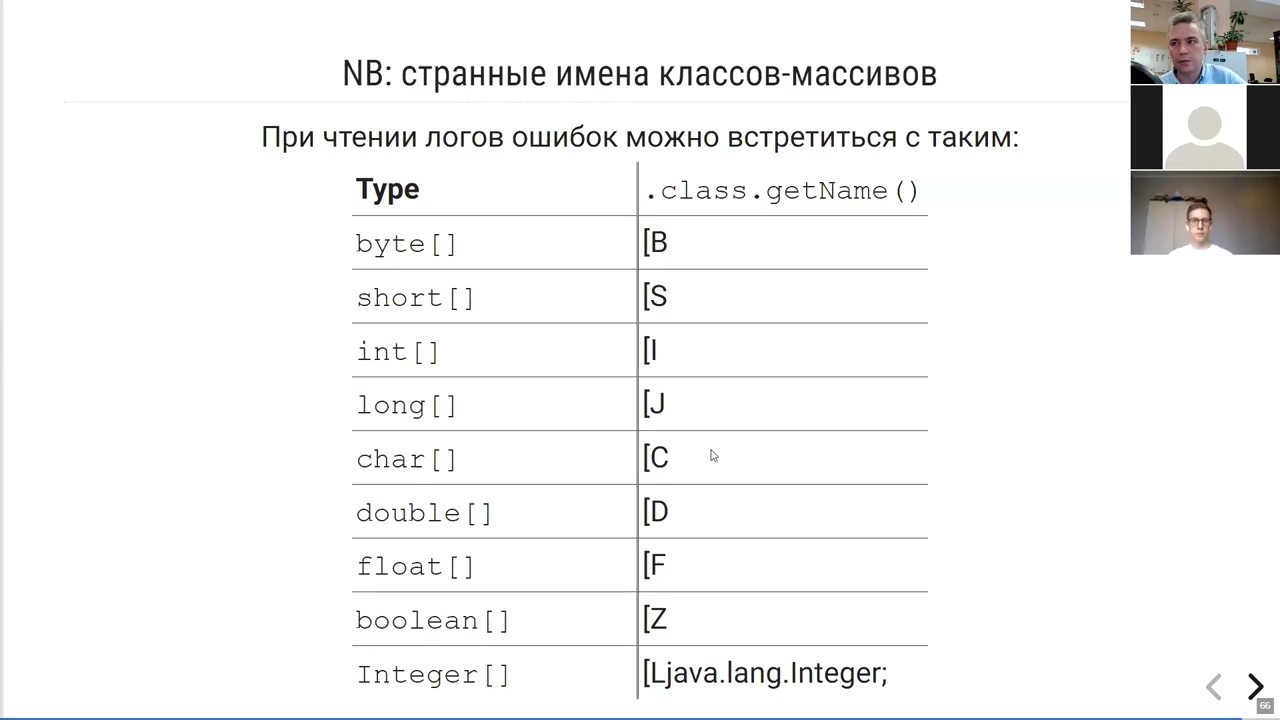 NB: странные имена классов-массивов
При чтении логов ошибок можно встретиться с таким:
Type .class.getName()
byte[] [B
short[] [S
int[] [I
long[] [J
char[] [C
double[] [D
float[] [F
boolean[] [Z
Integer[] [Ljava.lang.Integer;
66